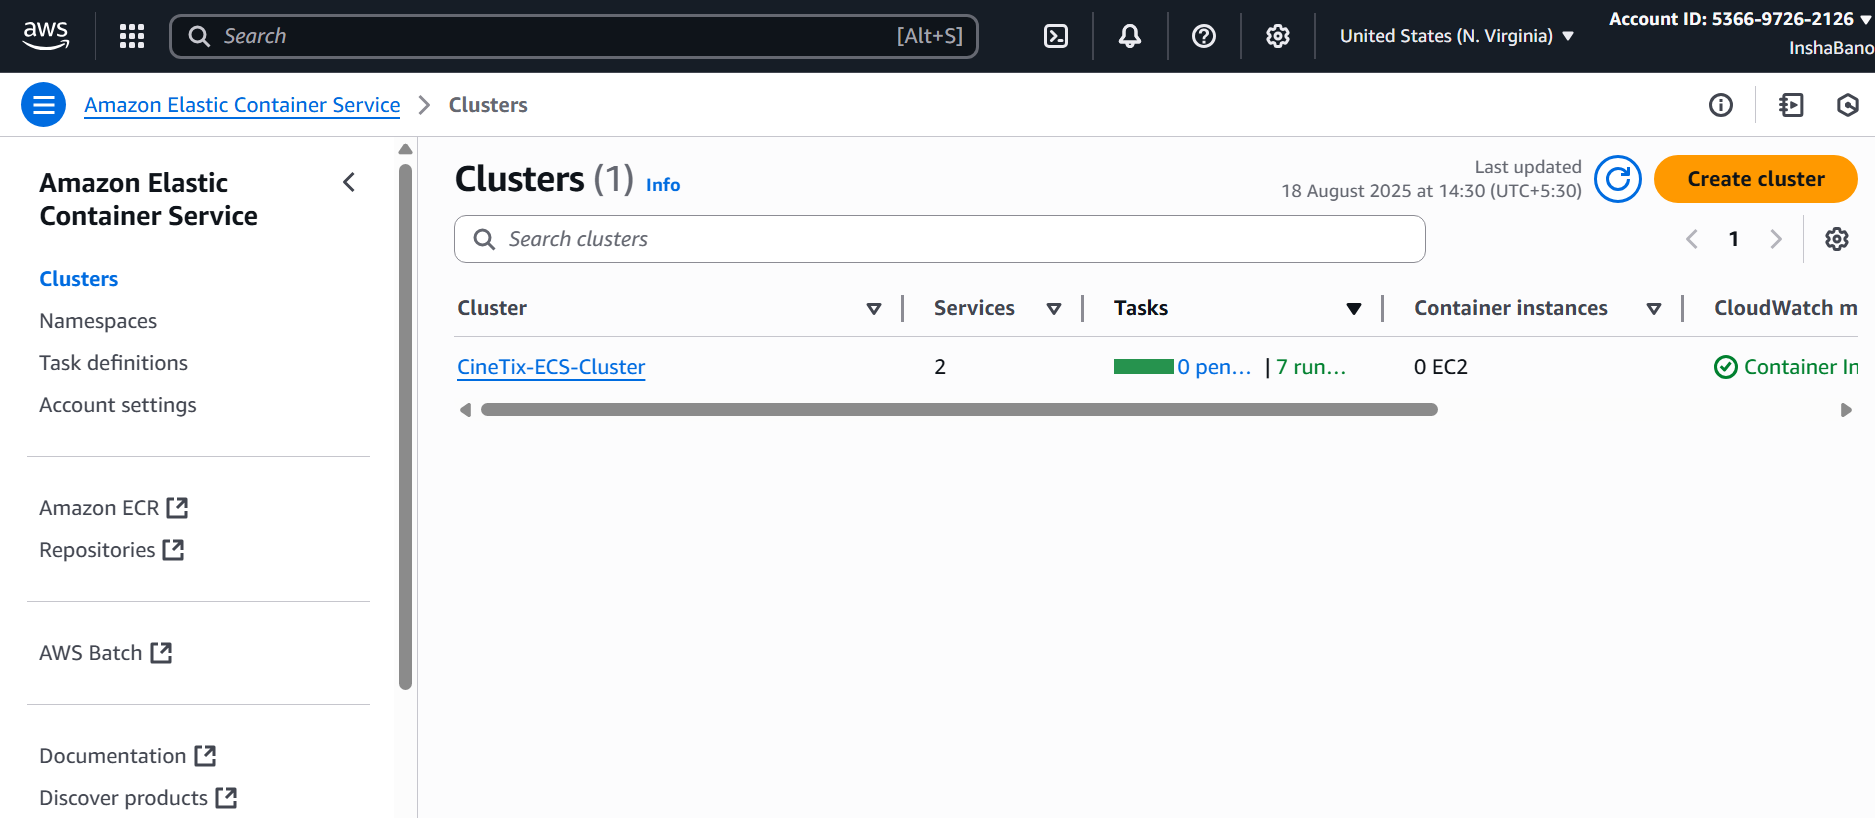 aws
Search [Alt+S]
United States (N. Virginia)
Account ID: 5366-9726-2126
InshaBano
Amazon Elastic Container Service
Clusters
Amazon Elastic
Container Service
Clusters
Namespaces
Task definitions
Account settings
Amazon ECR
Repositories
AWS Batch
Documentation
Discover products
Clusters (1) Info
Last updated
18 August 2025 at 14:30 (UTC+5:30)
Create cluster
Search clusters
1
Cluster Services Tasks Container instances CloudWatch m
CineTix-ECS-Cluster 2 0 pen... | 7 run... 0 EC2 Container In